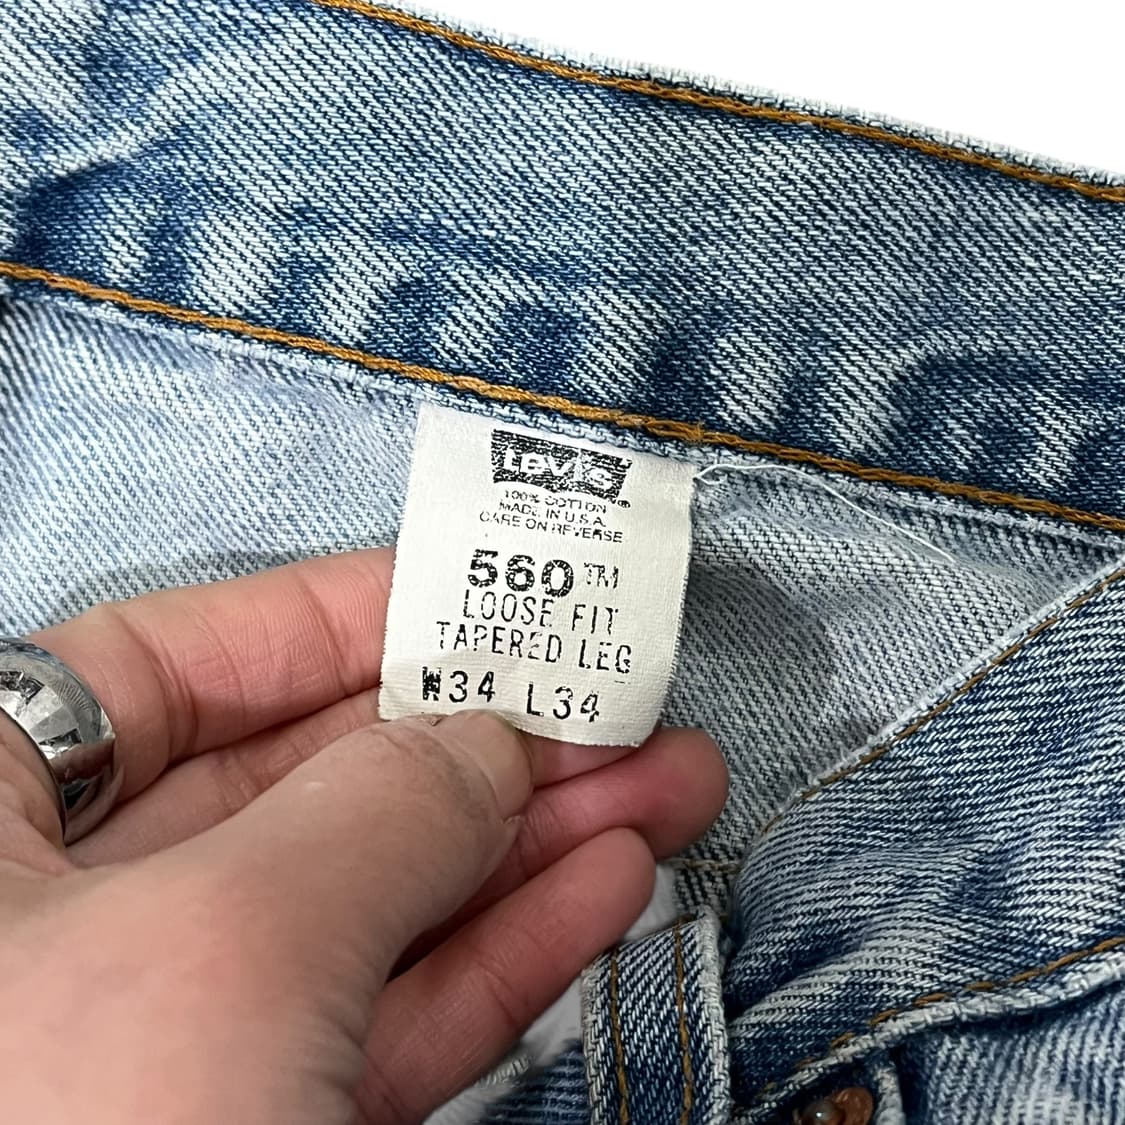 Levi's
100% COTTON
MADE IN U.S.A.
CARE ON REVERSE
560™
LOOSE FIT
TAPERED LEG
W34 L34